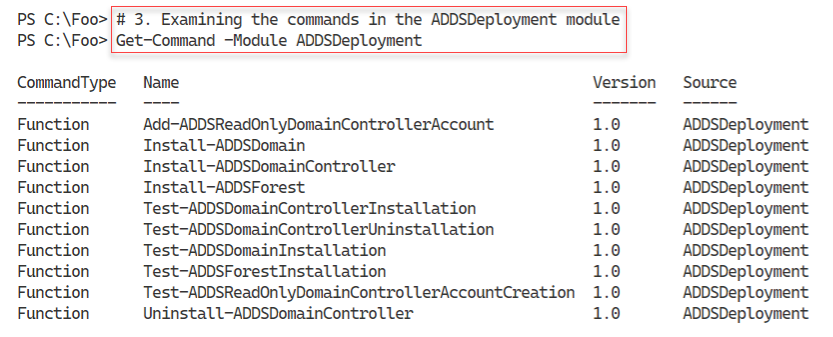 PS C:\Foo> # 3. Examining the commands in the ADDSDeployment module
PS C:\Foo> Get-Command -Module ADDSDeployment
CommandType Name Version Source
----------- ---- ------- ------
Function Add-ADDSReadOnlyDomainControllerAccount 1.0 ADDSDeployment
Function Install-ADDSDomain 1.0 ADDSDeployment
Function Install-ADDSDomainController 1.0 ADDSDeployment
Function Install-ADDSForest 1.0 ADDSDeployment
Function Test-ADDSDomainControllerInstallation 1.0 ADDSDeployment
Function Test-ADDSDomainControllerUninstallation 1.0 ADDSDeployment
Function Test-ADDSDomainInstallation 1.0 ADDSDeployment
Function Test-ADDSForestInstallation 1.0 ADDSDeployment
Function Test-ADDSReadOnlyDomainControllerAccountCreation 1.0 ADDSDeployment
Function Uninstall-ADDSDomainController 1.0 ADDSDeployment